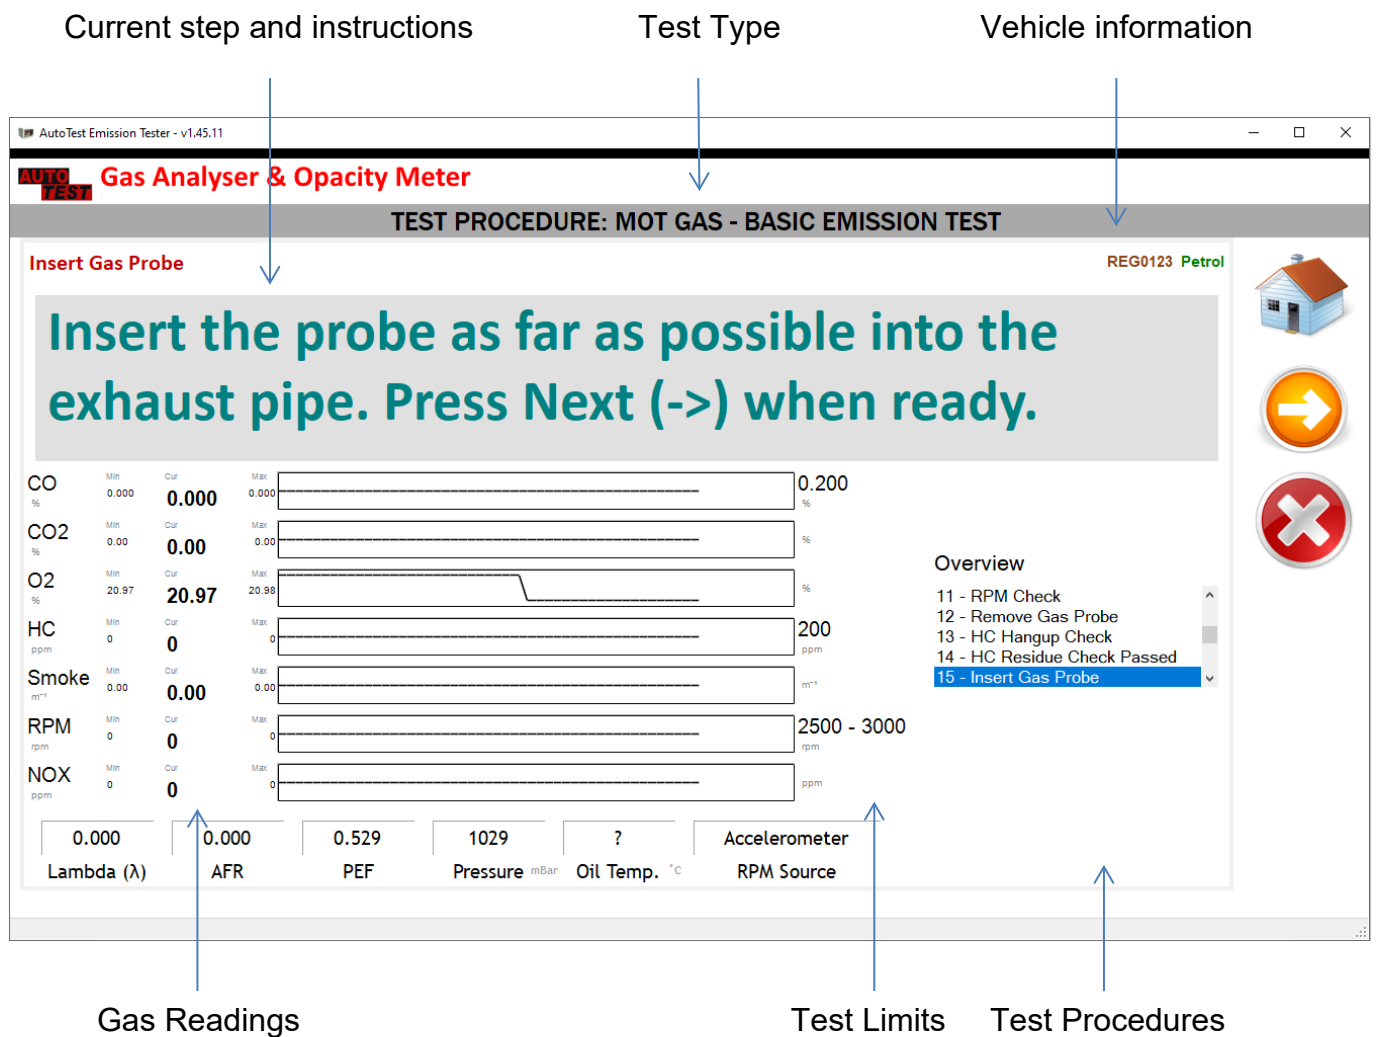 Current step and instructions
Test Type
Vehicle information
AutoTest Emission Tester - v1.45.11
AUTO
TEST
Gas Analyser & Opacity Meter
TEST PROCEDURE: MOT GAS - BASIC EMISSION TEST
Insert Gas Probe
REG0123 Petrol
Insert the probe as far as possible into the
exhaust pipe. Press Next (->) when ready.
CO Min Cur Max 0.200
% 0.000 0.000 0.000 %
CO2 Min Cur Max
% 0.00 0.00 0.00 %
O2 Min Cur Max
% 20.97 20.97 20.98 %
HC Min Cur Max 200
ppm 0 0 0 ppm
Smoke Min Cur Max
m⁻¹ 0.00 0.00 0.00 m⁻¹
RPM Min Cur Max 2500 - 3000
rpm 0 0 0 rpm
NOX Min Cur Max
ppm 0 0 0 ppm
Overview
11 - RPM Check
12 - Remove Gas Probe
13 - HC Hangup Check
14 - HC Residue Check Passed
15 - Insert Gas Probe
0.000 0.000 0.529 1029 ? Accelerometer
Lambda (λ) AFR PEF Pressure mBar Oil Temp. °C RPM Source
Gas Readings
Test Limits
Test Procedures